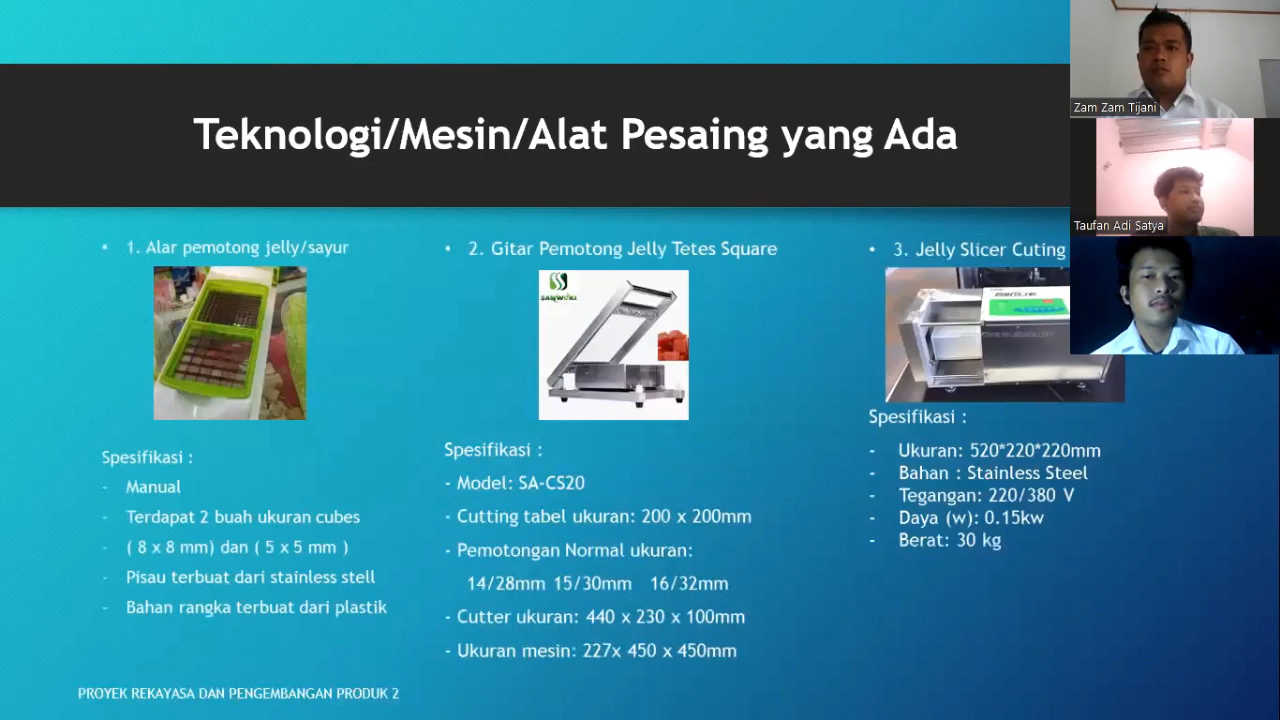 Teknologi/Mesin/Alat Pesaing yang Ada
Zam Zam Tijani
Taufan Adi Satya
• 1. Alar pemotong jelly/sayur
Spesifikasi :
- Manual
- Terdapat 2 buah ukuran cubes
- ( 8 x 8 mm) dan ( 5 x 5 mm )
- Pisau terbuat dari stainless stell
- Bahan rangka terbuat dari plastik
• 2. Gitar Pemotong Jelly Tetes Square
SANWOKI
Spesifikasi :
- Model: SA-CS20
- Cutting tabel ukuran: 200 x 200mm
- Pemotongan Normal ukuran:
14/28mm 15/30mm 16/32mm
- Cutter ukuran: 440 x 230 x 100mm
- Ukuran mesin: 227x 450 x 450mm
• 3. Jelly Slicer Cuting
Spesifikasi :
- Ukuran: 520*220*220mm
- Bahan : Stainless Steel
- Tegangan: 220/380 V
- Daya (w): 0.15kw
- Berat: 30 kg
PROYEK REKAYASA DAN PENGEMBANGAN PRODUK 2